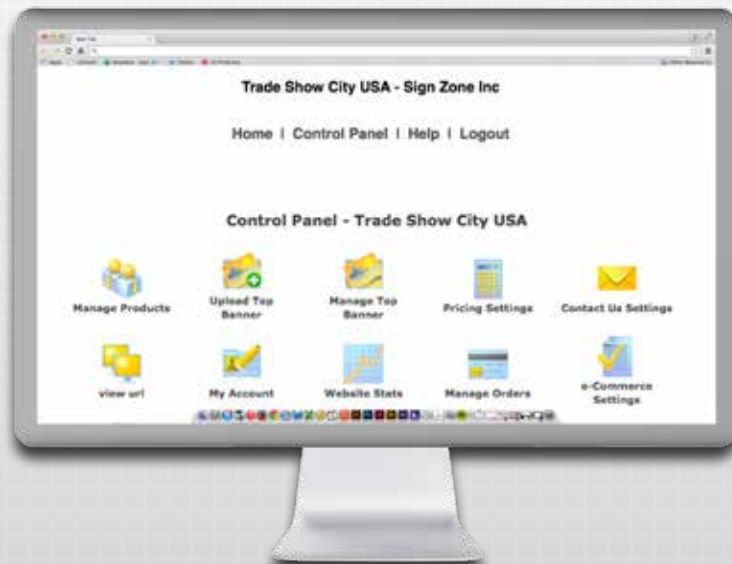 Trade Show City USA - Sign Zone Inc
Home | Control Panel | Help | Logout
Control Panel - Trade Show City USA
Manage Products
Upload Top
Banner
Manage Top
Banner
Pricing Settings
Contact Us Settings
view url
My Account
Website Stats
Manage Orders
e-Commerce
Settings